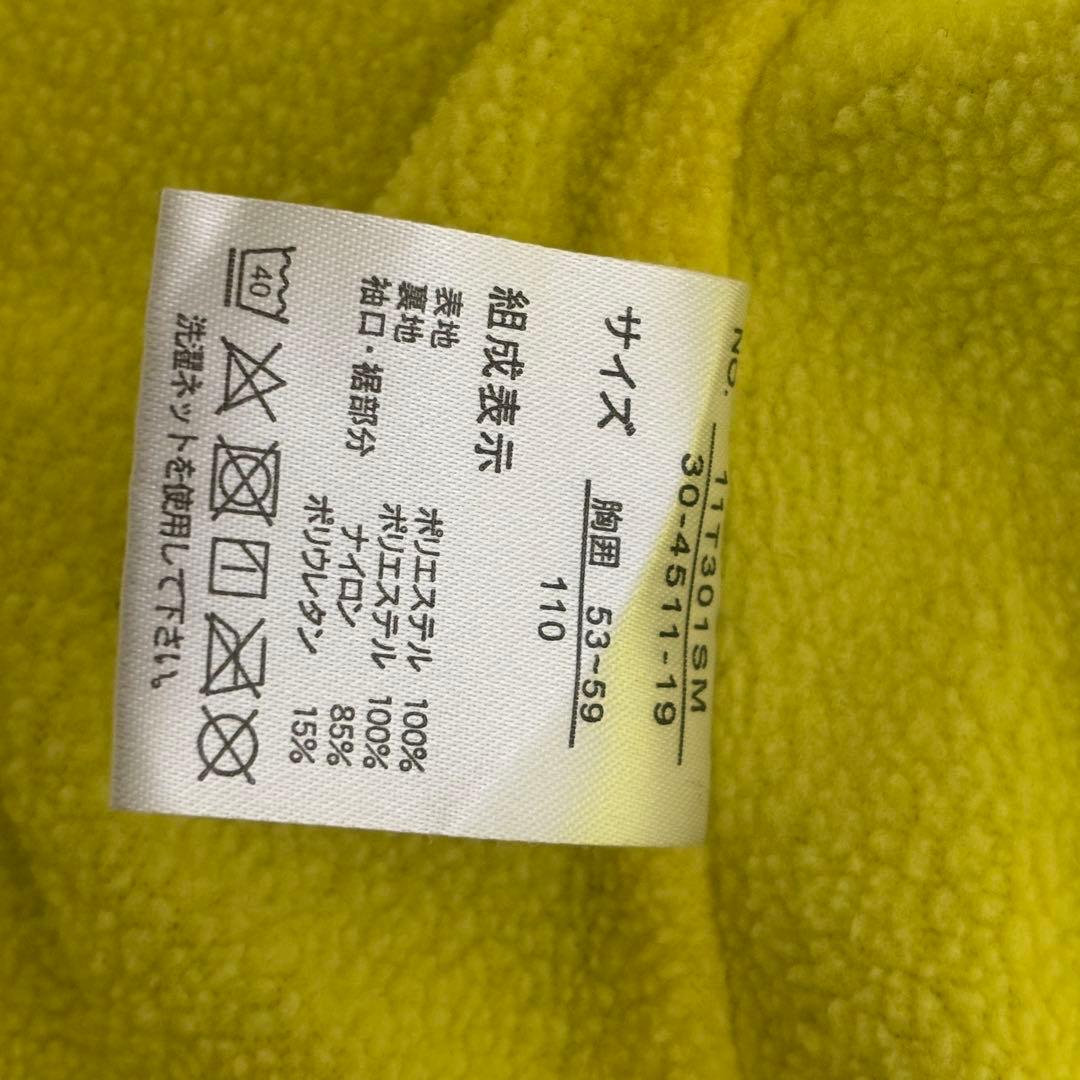 NO. 11T301SM
30-4511-19
サイズ 胸囲 53~59
110
組成表示
表地 ポリエステル 100%
裏地 ポリエステル 100%
袖口・裾部分 ナイロン 85%
ポリウレタン 15%
40
洗濯ネットを使用して下さい。